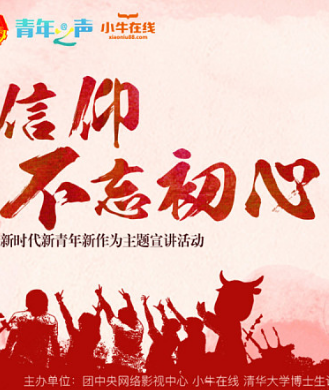 青年之声 小牛在线
xiaoniu88.com
信仰
不忘初心
新时代新青年新作为主题宣讲活动
主办单位：团中央网络影视中心 小牛在线 清华大学博士生